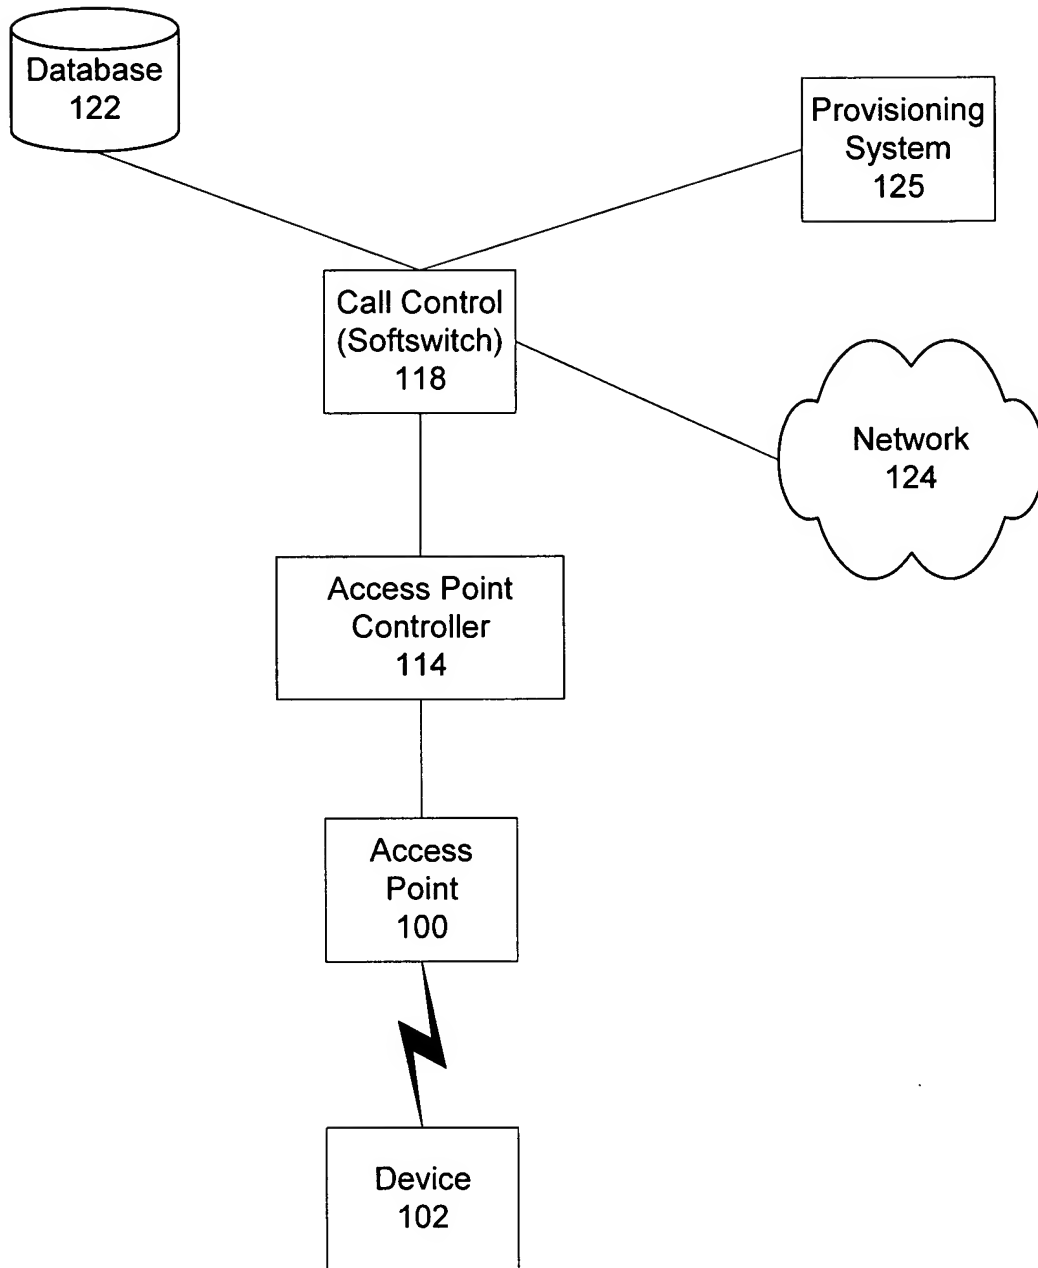 Database
122
Provisioning
System
125
Call Control
(Softswitch)
118
Network
124
Access Point
Controller
114
Access
Point
100
Device
102